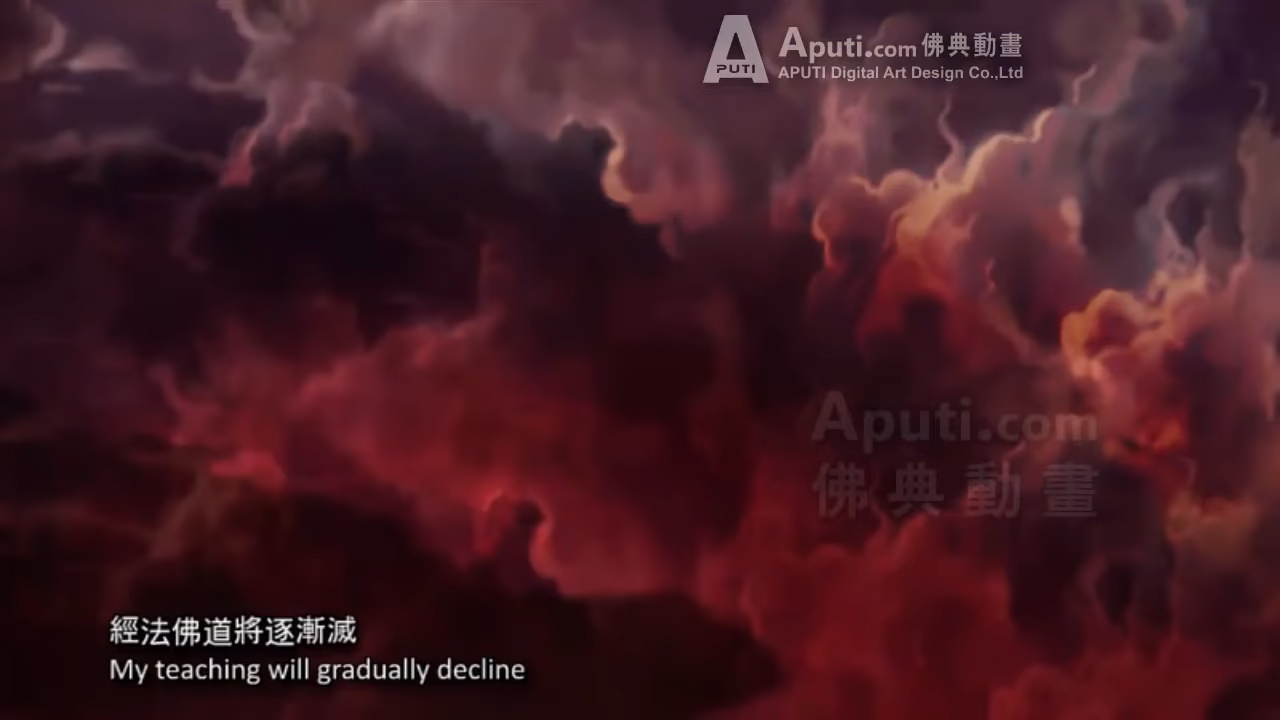 A
PUTI
Aputi.com 佛典動畫
APUTI Digital Art Design Co.,Ltd
Aputi.com
佛典動畫
經法佛道將逐漸滅
My teaching will gradually decline